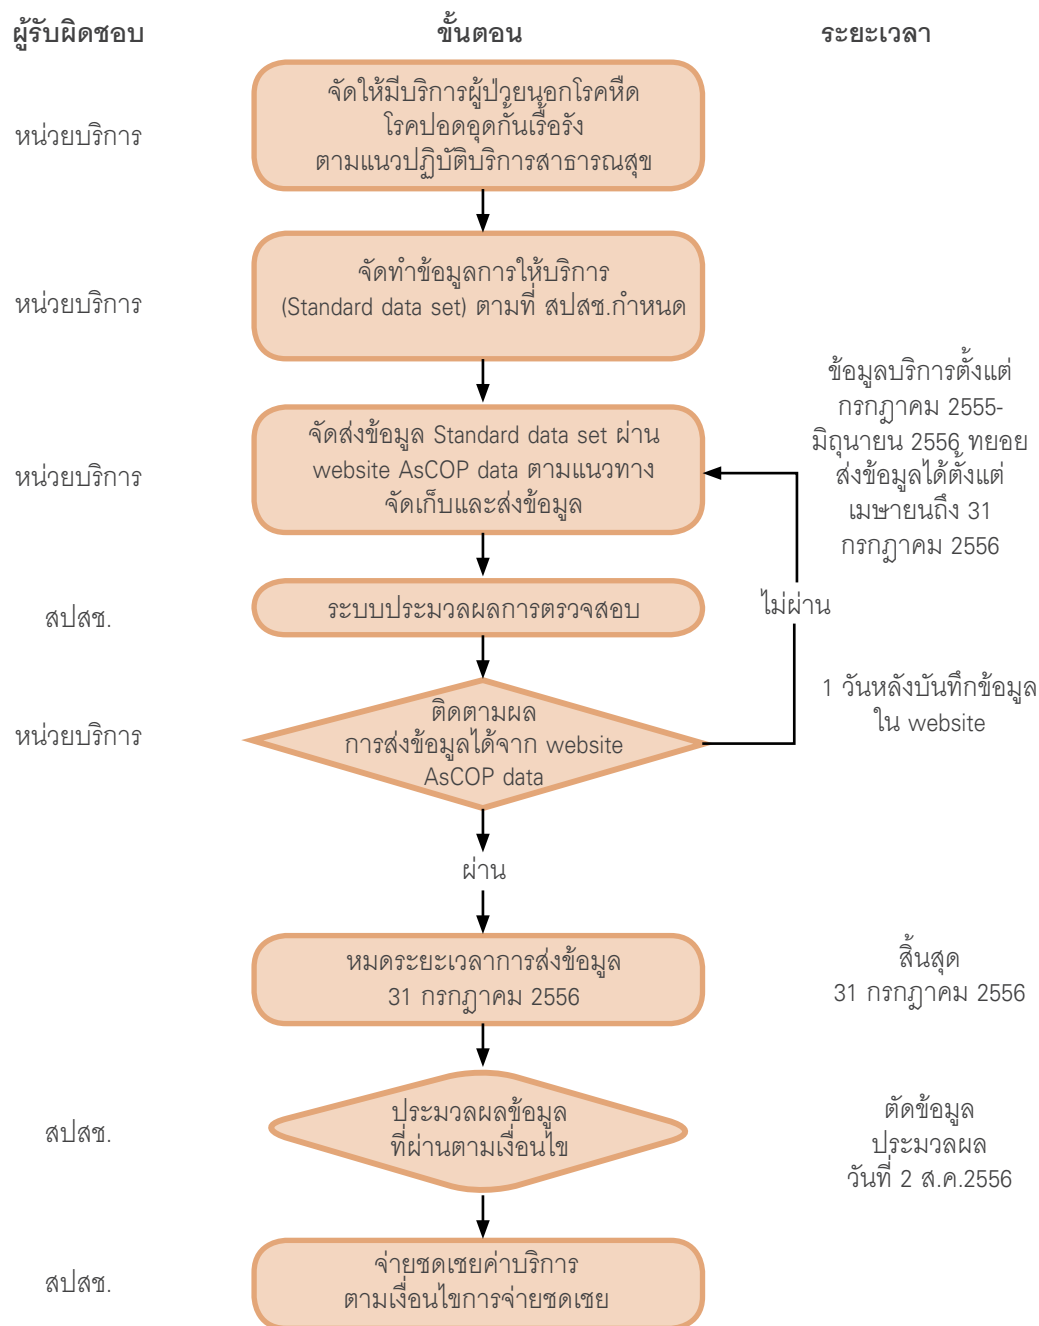 ผู้รับผิดชอบ
ขั้นตอน
ระยะเวลา
หน่วยบริการ
จัดให้มีบริการผู้ป่วยนอกโรคหืด
โรคปอดอุดกั้นเรื้อรัง
ตามแนวปฏิบัติบริการสาธารณสุข
หน่วยบริการ
จัดทำข้อมูลการให้บริการ
(Standard data set) ตามที่ สปสช.กำหนด
หน่วยบริการ
จัดส่งข้อมูล Standard data set ผ่าน
website AsCOP data ตามแนวทาง
จัดเก็บและส่งข้อมูล
ข้อมูลบริการตั้งแต่
กรกฎาคม 2555-
มิถุนายน 2556 ทยอย
ส่งข้อมูลได้ตั้งแต่
เมษายนถึง 31
กรกฎาคม 2556
สปสช.
ระบบประมวลผลการตรวจสอบ
ไม่ผ่าน
หน่วยบริการ
ติดตามผล
การส่งข้อมูลได้จาก website
AsCOP data
1 วันหลังบันทึกข้อมูล
ใน website
ผ่าน
หมดระยะเวลาการส่งข้อมูล
31 กรกฎาคม 2556
สิ้นสุด
31 กรกฎาคม 2556
สปสช.
ประมวลผลข้อมูล
ที่ผ่านตามเงื่อนไข
ตัดข้อมูล
ประมวลผล
วันที่ 2 ส.ค.2556
สปสช.
จ่ายชดเชยค่าบริการ
ตามเงื่อนไขการจ่ายชดเชย